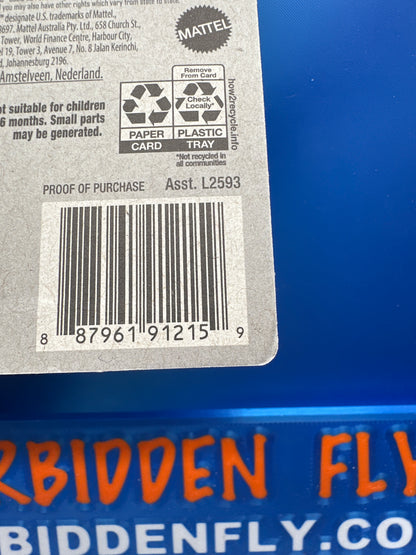 you may also have other rights which vary from state to state.
designate U.S. trademarks of Mattel,
3697. Mattel Australia Pty. Ltd., 658 Church St.,
Tower, World Finance Centre, Harbour City,
19, Tower 3, Avenue 7, No. 8 Jalan Kerinchi,
Johannesburg 2196.
Amstelveen, Nederland.
MATTEL
ot suitable for children
6 months. Small parts
may be generated.
Remove
From Card
Check
Locally*
PAPER
CARD
PLASTIC
TRAY
*Not recycled in
all communities
how2recycle.info
PROOF OF PURCHASE Asst. L2593
8 87961 91215 9
RBIDDEN FLY
BIDDENFLY.CO